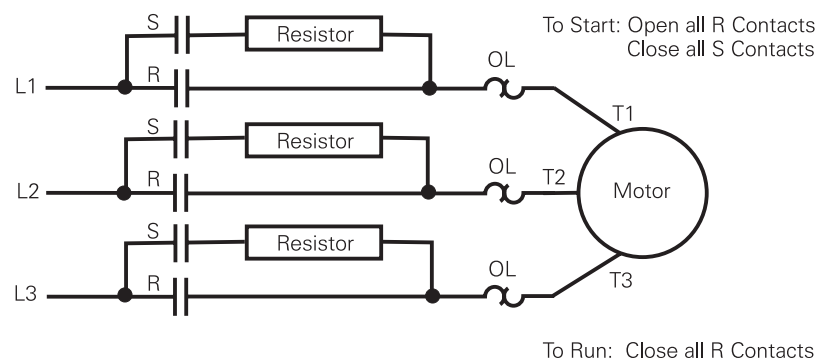 S
Resistor
To Start: Open all R Contacts
Close all S Contacts
R
OL
L1
T1
S
Resistor
R
OL
L2
T2
Motor
S
Resistor
R
OL
L3
T3
To Run: Close all R Contacts